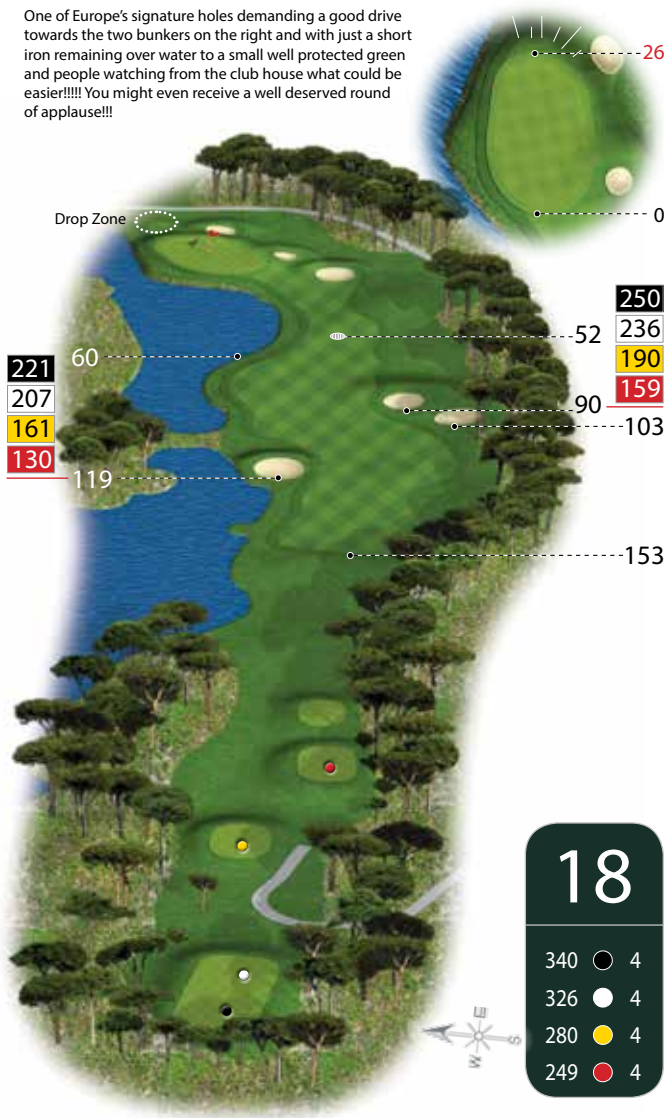 One of Europe's signature holes demanding a good drive
towards the two bunkers on the right and with just a short
iron remaining over water to a small well protected green
and people watching from the club house what could be
easier!!!!! You might even receive a well deserved round
of applause!!!
26
0
Drop Zone
250
236
190
159
52
60
221
207
161
130
90
103
119
153
18
340 4
326 4
280 4
249 4
E
S
W